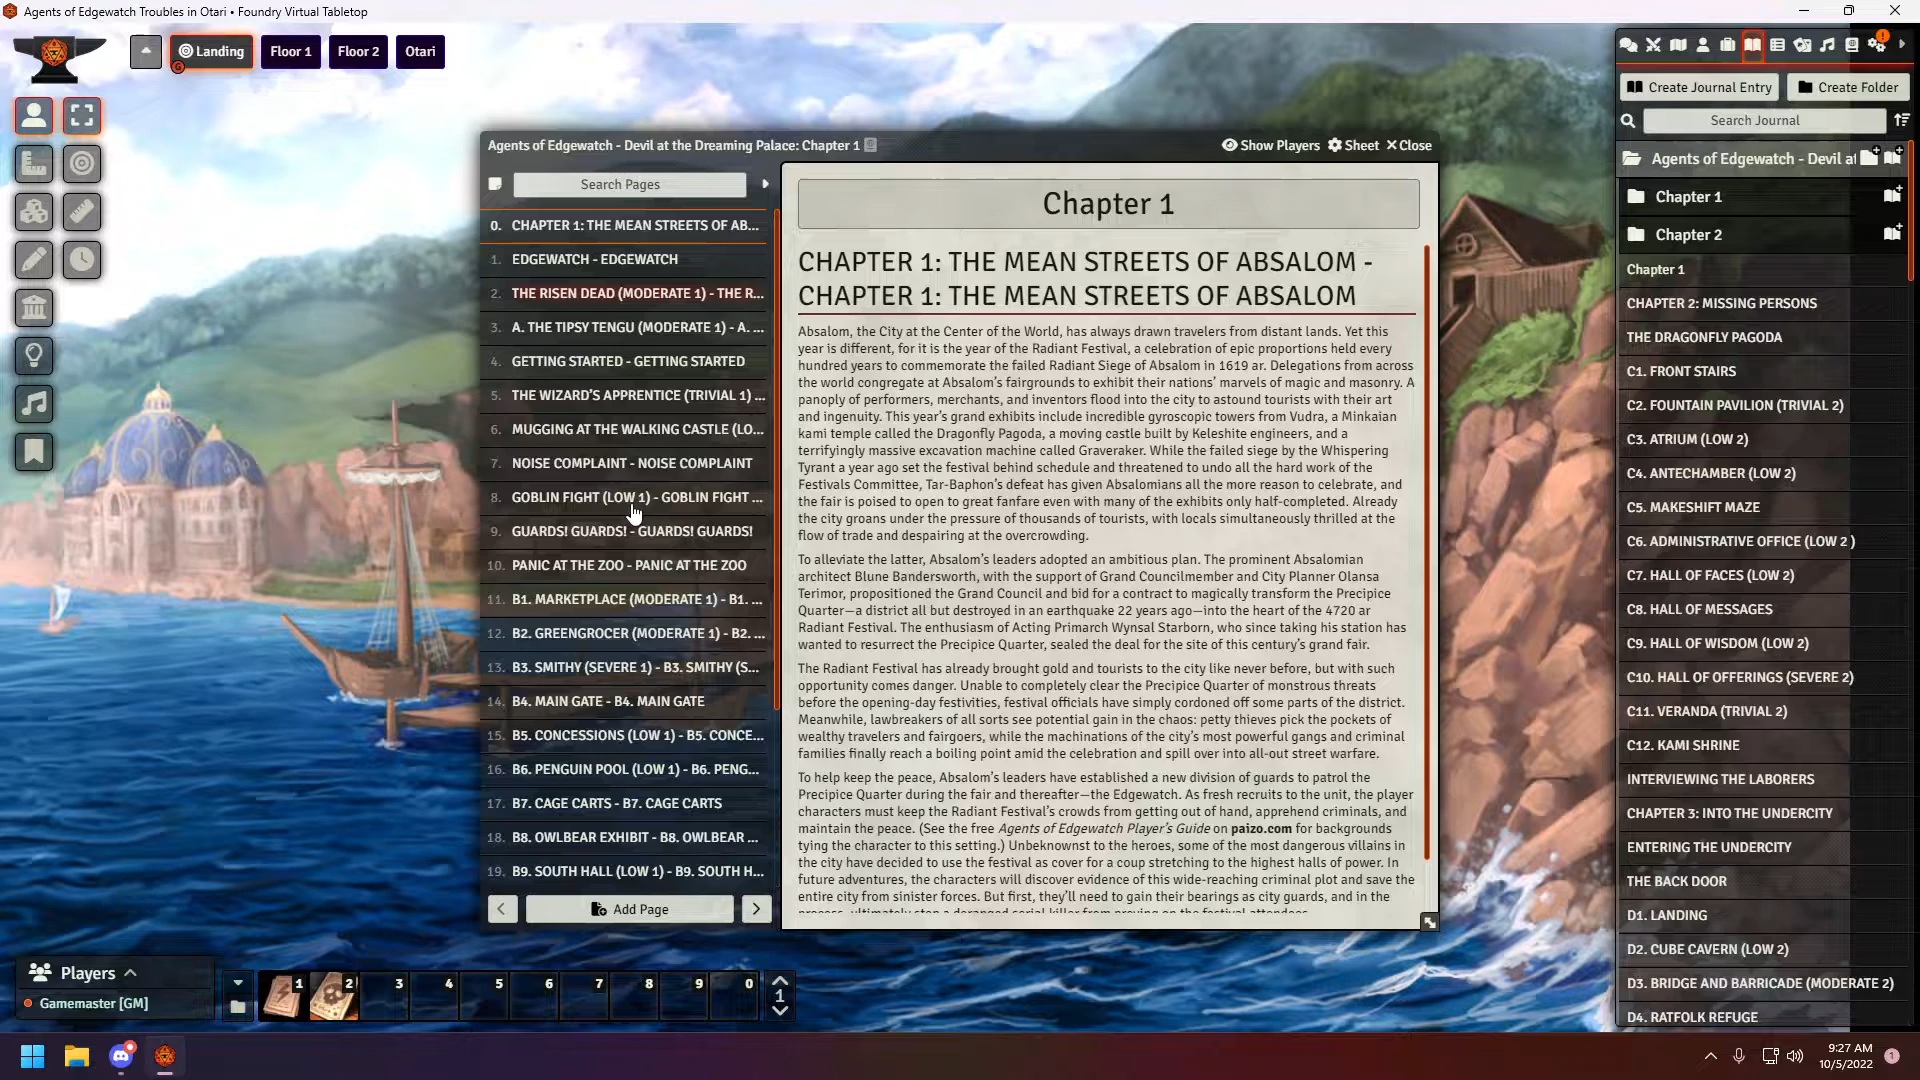 Agents of Edgewatch Troubles in Otari • Foundry Virtual Tabletop
Landing
G
Floor 1
Floor 2
Otari
Agents of Edgewatch - Devil at the Dreaming Palace: Chapter 1
Show Players
Sheet
Close
Search Pages
0. CHAPTER 1: THE MEAN STREETS OF AB...
1. EDGEWATCH - EDGEWATCH
2. THE RISEN DEAD (MODERATE 1) - THE R...
3. A. THE TIPSY TENGU (MODERATE 1) - A. ...
4. GETTING STARTED - GETTING STARTED
5. THE WIZARD'S APPRENTICE (TRIVIAL 1) ...
6. MUGGING AT THE WALKING CASTLE (LO...
7. NOISE COMPLAINT - NOISE COMPLAINT
8. GOBLIN FIGHT (LOW 1) - GOBLIN FIGHT ...
9. GUARDS! GUARDS! - GUARDS! GUARDS!
10. PANIC AT THE ZOO - PANIC AT THE ZOO
11. B1. MARKETPLACE (MODERATE 1) - B1. ...
12. B2. GREENGROCER (MODERATE 1) - B2. ...
13. B3. SMITHY (SEVERE 1) - B3. SMITHY (S...
14. B4. MAIN GATE - B4. MAIN GATE
15. B5. CONCESSIONS (LOW 1) - B5. CONCE...
16. B6. PENGUIN POOL (LOW 1) - B6. PENG...
17. B7. CAGE CARTS - B7. CAGE CARTS
18. B8. OWLBEAR EXHIBIT - B8. OWLBEAR ...
19. B9. SOUTH HALL (LOW 1) - B9. SOUTH H...
Add Page
Chapter 1
CHAPTER 1: THE MEAN STREETS OF ABSALOM -
CHAPTER 1: THE MEAN STREETS OF ABSALOM
Absalom, the City at the Center of the World, has always drawn travelers from distant lands. Yet this
year is different, for it is the year of the Radiant Festival, a celebration of epic proportions held every
hundred years to commemorate the failed Radiant Siege of Absalom in 1619 ar. Delegations from across
the world congregate at Absalom's fairgrounds to exhibit their nations' marvels of magic and masonry. A
panoply of performers, merchants, and inventors flood into the city to astound tourists with their art
and ingenuity. This year's grand exhibits include incredible gyroscopic towers from Vudra, a Minkaian
kami temple called the Dragonfly Pagoda, a moving castle built by Keleshite engineers, and a
terrifyingly massive excavation machine called Graveraker. While the failed siege by the Whispering
Tyrant a year ago set the festival behind schedule and threatened to undo all the hard work of the
Festivals Committee, Tar-Baphon's defeat has given Absalomians all the more reason to celebrate, and
the fair is poised to open to great fanfare even with many of the exhibits only half-completed. Already
the city groans under the pressure of thousands of tourists, with locals simultaneously thrilled at the
flow of trade and despairing at the overcrowding.
To alleviate the latter, Absalom's leaders adopted an ambitious plan. The prominent Absalomian
architect Blune Bandersworth, with the support of Grand Councilmember and City Planner Olansa
Terimor, propositioned the Grand Council and bid for a contract to magically transform the Precipice
Quarter—a district all but destroyed in an earthquake 22 years ago—into the heart of the 4720 ar
Radiant Festival. The enthusiasm of Acting Primarch Wynsal Starborn, who since taking his station has
wanted to resurrect the Precipice Quarter, sealed the deal for the site of this century's grand fair.
The Radiant Festival has already brought gold and tourists to the city like never before, but with such
opportunity comes danger. Unable to completely clear the Precipice Quarter of monstrous threats
before the opening-day festivities, festival officials have simply cordoned off some parts of the district.
Meanwhile, lawbreakers of all sorts see potential gain in the chaos: petty thieves pick the pockets of
wealthy travelers and fairgoers, while the machinations of the city's most powerful gangs and criminal
families finally reach a boiling point amid the celebration and spill over into all-out street warfare.
To help keep the peace, Absalom's leaders have established a new division of guards to patrol the
Precipice Quarter during the fair and thereafter—the Edgewatch. As fresh recruits to the unit, the player
characters must keep the Radiant Festival's crowds from getting out of hand, apprehend criminals, and
maintain the peace. (See the free Agents of Edgewatch Player's Guide on paizo.com for backgrounds
tying the character to this setting.) Unbeknownst to the heroes, some of the most dangerous villains in
the city have decided to use the festival as cover for a coup stretching to the highest halls of power. In
future adventures, the characters will discover evidence of this wide-reaching criminal plot and save the
entire city from sinister forces. But first, they'll need to gain their bearings as city guards, and in the
process, ultimately stop a deranged serial killer from preying on the festival attendees.
Create Journal Entry
Create Folder
Search Journal
Agents of Edgewatch - Devil at
Chapter 1
Chapter 2
Chapter 1
CHAPTER 2: MISSING PERSONS
THE DRAGONFLY PAGODA
C1. FRONT STAIRS
C2. FOUNTAIN PAVILION (TRIVIAL 2)
C3. ATRIUM (LOW 2)
C4. ANTECHAMBER (LOW 2)
C5. MAKESHIFT MAZE
C6. ADMINISTRATIVE OFFICE (LOW 2 )
C7. HALL OF FACES (LOW 2)
C8. HALL OF MESSAGES
C9. HALL OF WISDOM (LOW 2)
C10. HALL OF OFFERINGS (SEVERE 2)
C11. VERANDA (TRIVIAL 2)
C12. KAMI SHRINE
INTERVIEWING THE LABORERS
CHAPTER 3: INTO THE UNDERCITY
ENTERING THE UNDERCITY
THE BACK DOOR
D1. LANDING
D2. CUBE CAVERN (LOW 2)
D3. BRIDGE AND BARRICADE (MODERATE 2)
D4. RATFOLK REFUGE
Players
Gamemaster [GM]
1 2 3 4 5 6 7 8 9 0
1
9:27 AM
10/5/2022
1